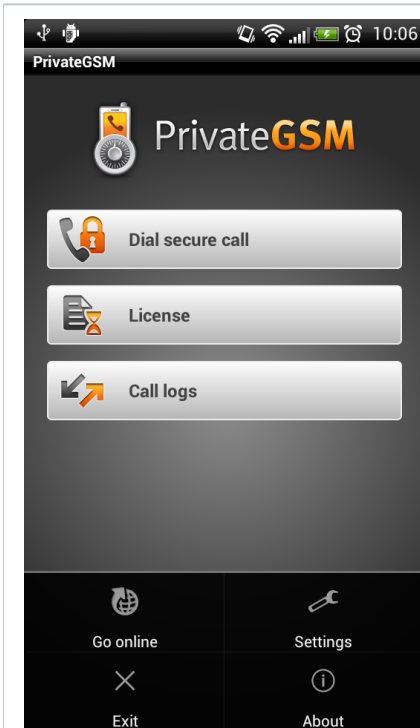 10:06
PrivateGSM
PrivateGSM
Dial secure call
License
Call logs
Go online
Settings
Exit
About